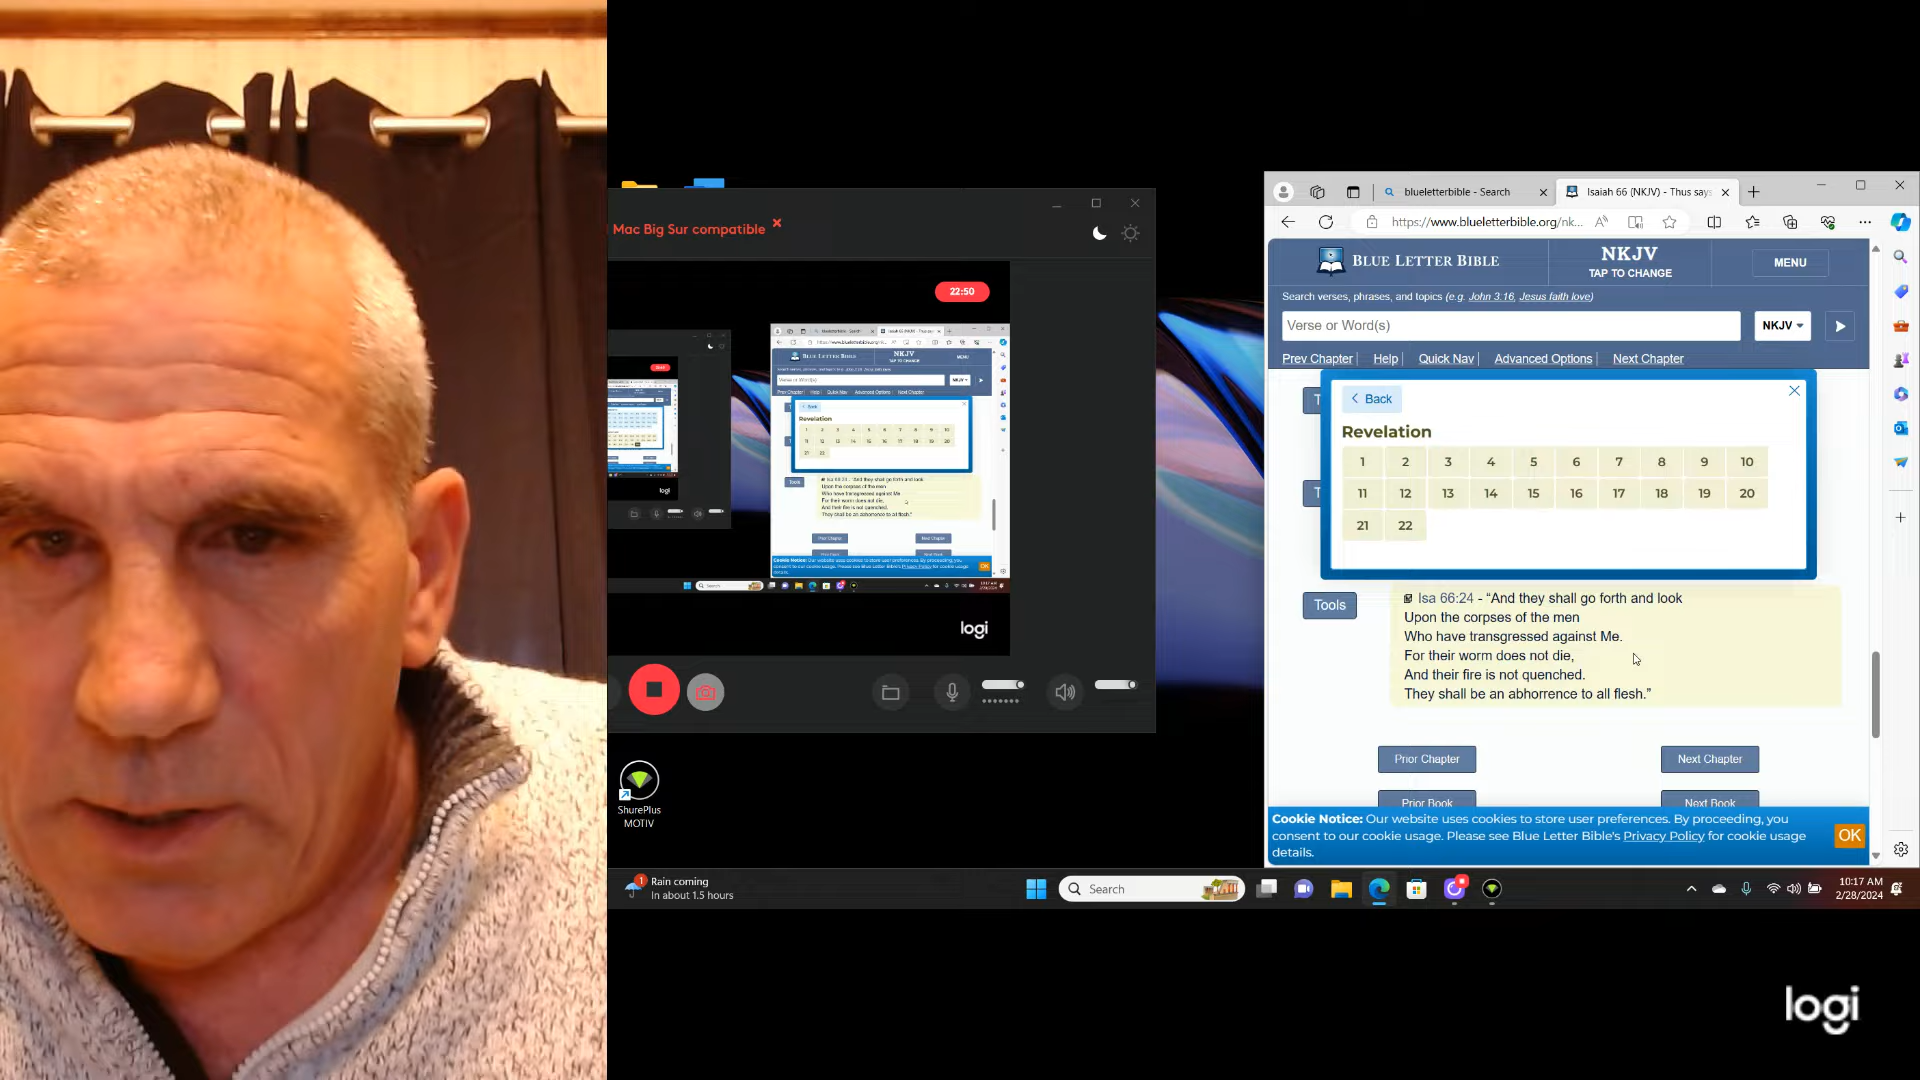 Mac Big Sur compatible
22:50
logi
ShurePlus
MOTIV
blueletterbible - Search
Isaiah 66 (NKJV) - Thus says
https://www.blueletterbible.org/nk...
BLUE LETTER BIBLE
NKJV
TAP TO CHANGE
MENU
Search verses, phrases, and topics (e.g. John 3.16, Jesus faith love)
Verse or Word(s)
NKJV
Prev Chapter
Help
Quick Nav
Advanced Options
Next Chapter
Back
Revelation
1 2 3 4 5 6 7 8 9 10
11 12 13 14 15 16 17 18 19 20
21 22
Tools
Isa 66:24 - “And they shall go forth and look
Upon the corpses of the men
Who have transgressed against Me.
For their worm does not die,
And their fire is not quenched.
They shall be an abhorrence to all flesh.”
Prior Chapter
Next Chapter
Prior Book
Next Book
Cookie Notice: Our website uses cookies to store user preferences. By proceeding, you
consent to our cookie usage. Please see Blue Letter Bible's Privacy Policy for cookie usage
details.
OK
1
Rain coming
In about 1.5 hours
Search
10:17 AM
2/28/2024
logi